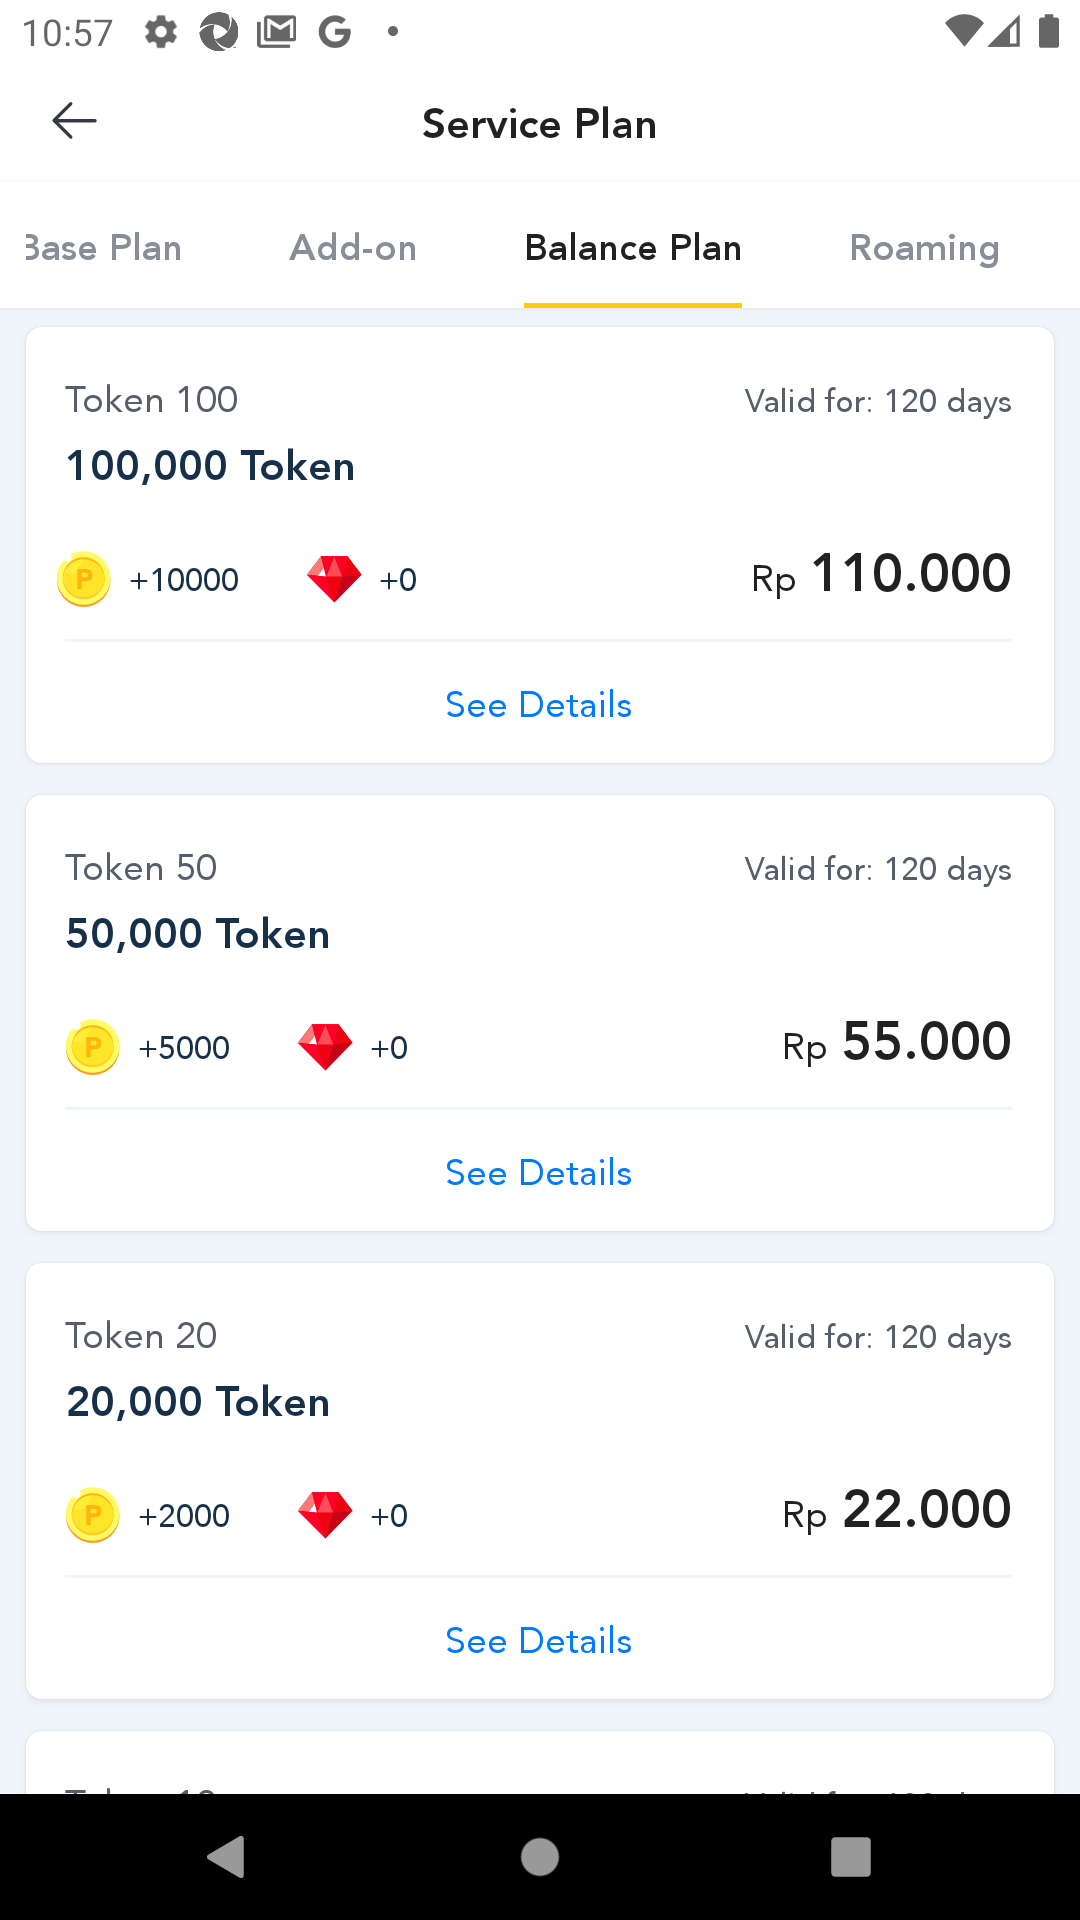 10:57
Service Plan
Base Plan Add-on Balance Plan Roaming
Token 100 Valid for: 120 days
100,000 Token
P +10000 +0 Rp 110.000
See Details
Token 50 Valid for: 120 days
50,000 Token
P +5000 +0 Rp 55.000
See Details
Token 20 Valid for: 120 days
20,000 Token
P +2000 +0 Rp 22.000
See Details